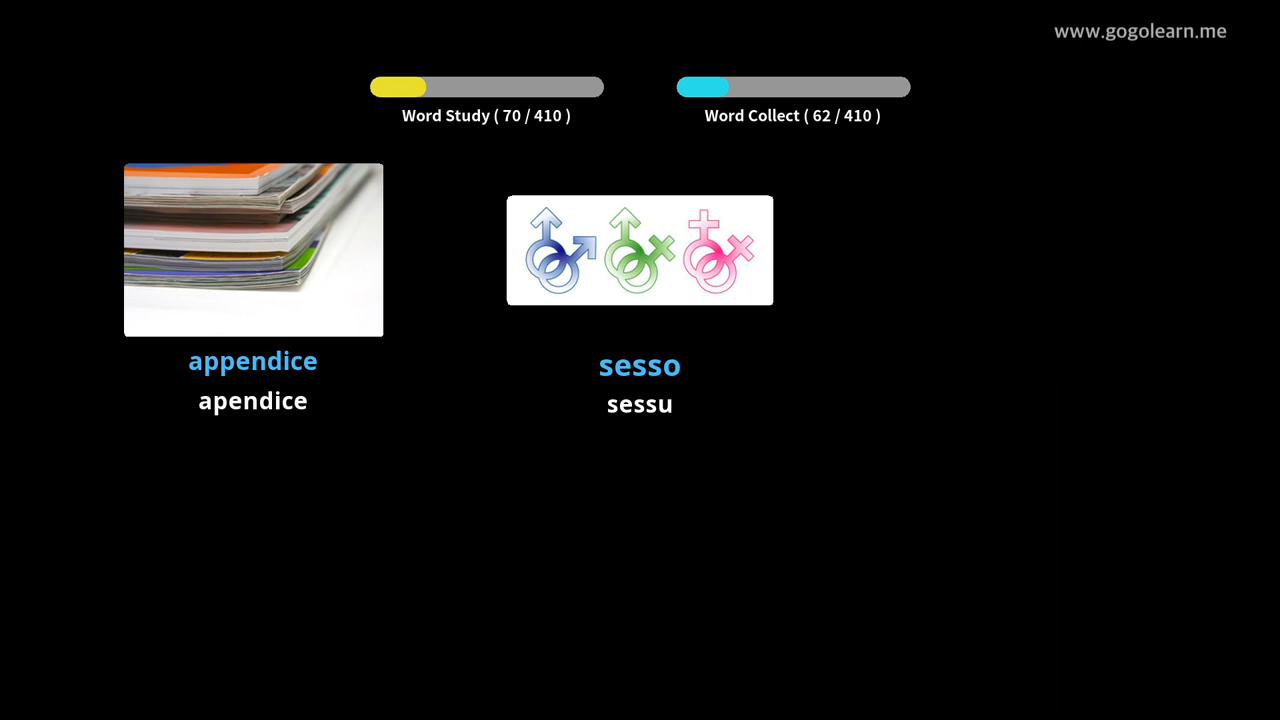 www.gogolearn.me
Word Study ( 70 / 410 )
Word Collect ( 62 / 410 )
appendice
apendice
sesso
sessu